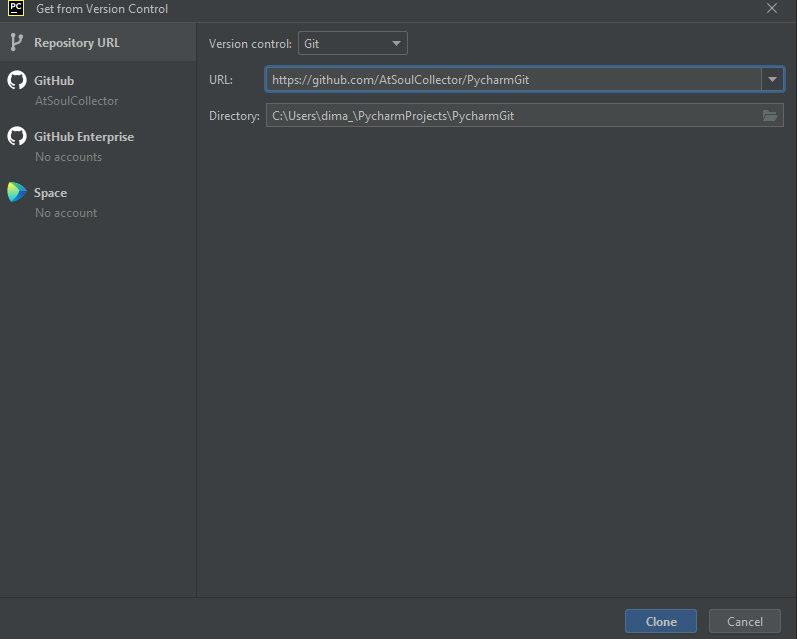 PC
Get from Version Control
Repository URL
GitHub
AtSoulCollector
GitHub Enterprise
No accounts
Space
No account
Version control: Git
URL: https://github.com/AtSoulCollector/PycharmGit
Directory: C:\Users\dima_\PycharmProjects\PycharmGit
Clone Cancel